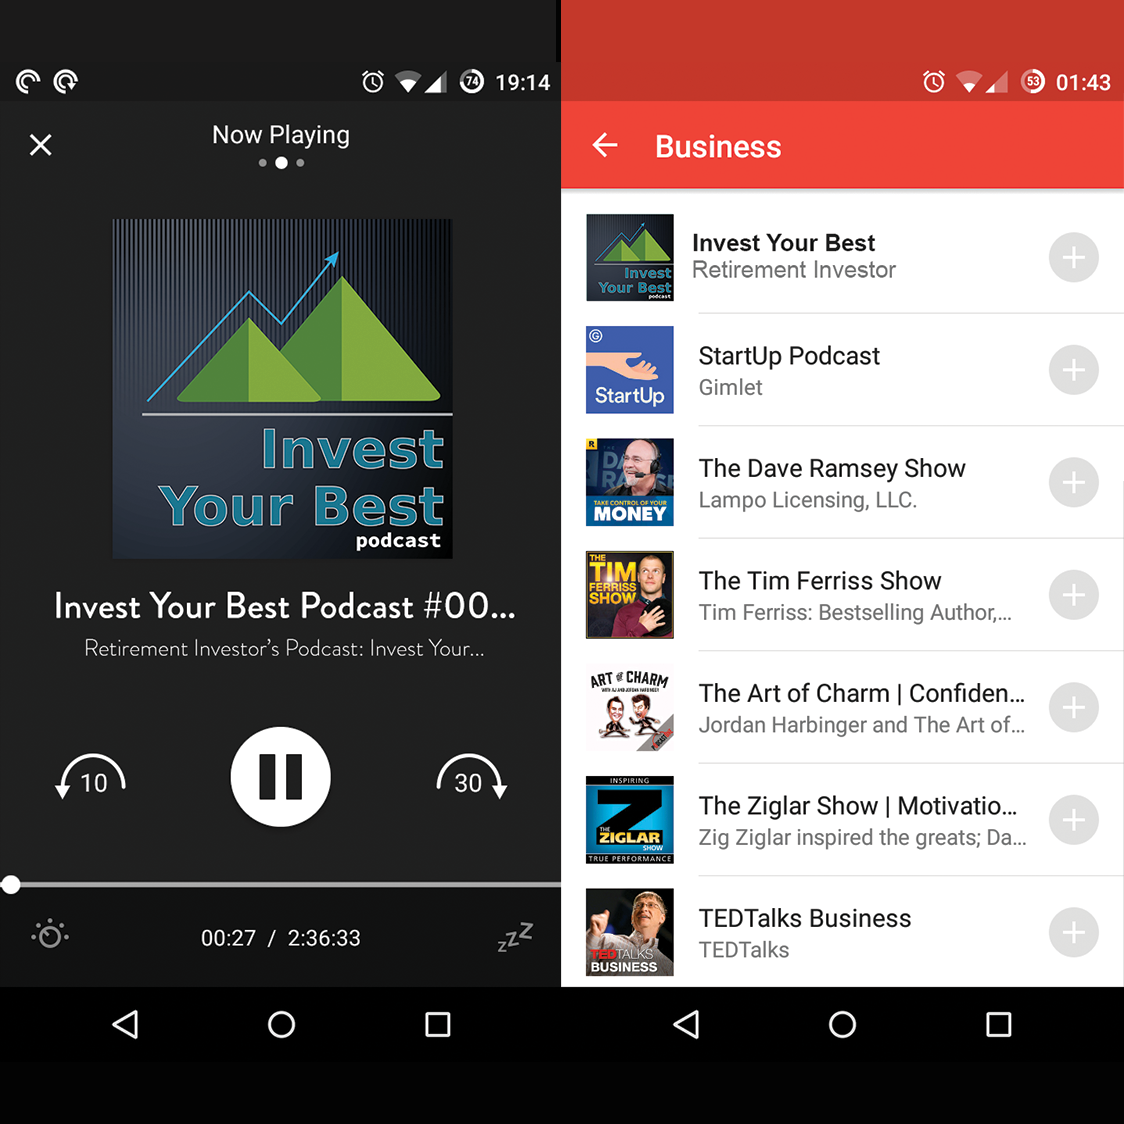 74 19:14
Now Playing
Invest
Your Best
podcast
Invest Your Best Podcast #00...
Retirement Investor's Podcast: Invest Your...
10
30
00:27 / 2:36:33
zzZ
53 01:43
Business
Invest
Your Best
podcast
Invest Your Best
Retirement Investor
G
StartUp
StartUp Podcast
Gimlet
R
TAKE CONTROL OF YOUR
MONEY
The Dave Ramsey Show
Lampo Licensing, LLC.
THE
TIM
FERRISS
SHOW
The Tim Ferriss Show
Tim Ferriss: Bestselling Author,...
ART OF CHARM
WITH AJ AND JORDAN HARBINGER
The Art of Charm | Confiden...
Jordan Harbinger and The Art of...
INSPIRING
Z
THE
ZIGLAR
SHOW
TRUE PERFORMANCE
The Ziglar Show | Motivatio...
Zig Ziglar inspired the greats; Da...
TEDTALKS
BUSINESS
TEDTalks Business
TEDTalks